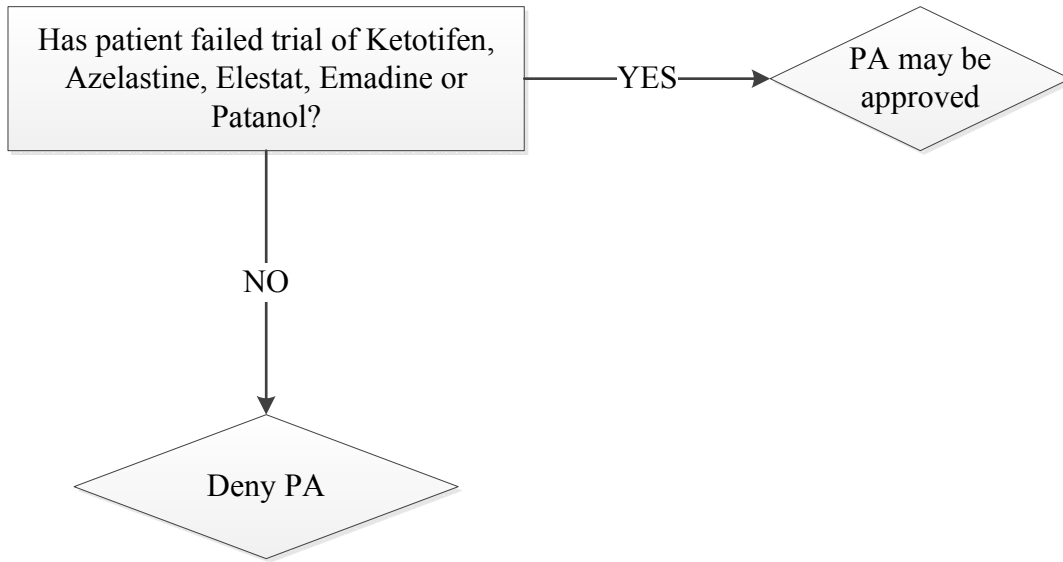 Has patient failed trial of Ketotifen,
Azelastine, Elestat, Emadine or
Patanol?
YES
PA may be
approved
NO
Deny PA